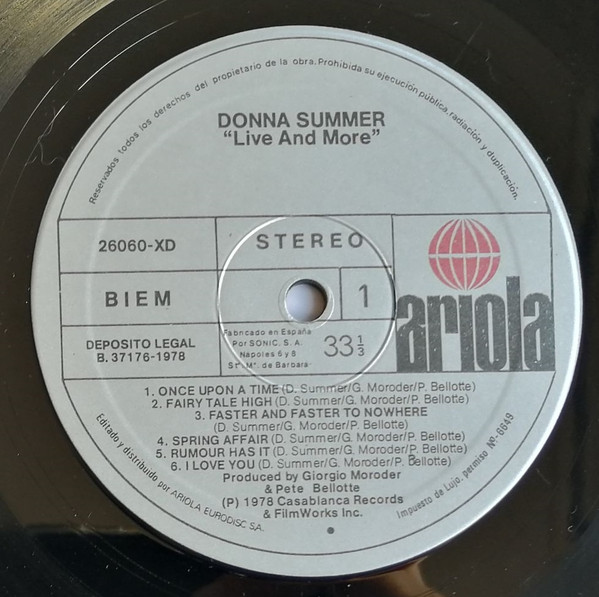 Reservados todos los derechos del propietario de la obra. Prohibida su ejecución pública, radiación y duplicación.
DONNA SUMMER
“Live And More”
26060-XD
STEREO
BIEM
1
ariola
DEPOSITO LEGAL
B. 37176-1978
Fabricado en España
Por SONIC, S. A.
Napoles 6 y 8
Stª Mª. de Barbara
33 1/3
1. ONCE UPON A TIME (D. Summer/G. Moroder/P. Bellotte)
2. FAIRY TALE HIGH (D. Summer/G. Moroder/P. Bellotte)
3. FASTER AND FASTER TO NOWHERE
(D. Summer/G. Moroder/P. Bellotte)
4. SPRING AFFAIR (D. Summer/G. Moroder/P. Bellotte)
5. RUMOUR HAS IT (D. Summer/G. Moroder/P. Bellotte)
6. I LOVE YOU (D. Summer/G. Moroder/P. Bellotte)
Produced by Giorgio Moroder
& Pete Bellotte
(P) 1978 Casablanca Records
& FilmWorks Inc.
Editado y distribuido por ARIOLA EURODISC S.A.
Impuesto de Lujo, permiso Nº.-6649